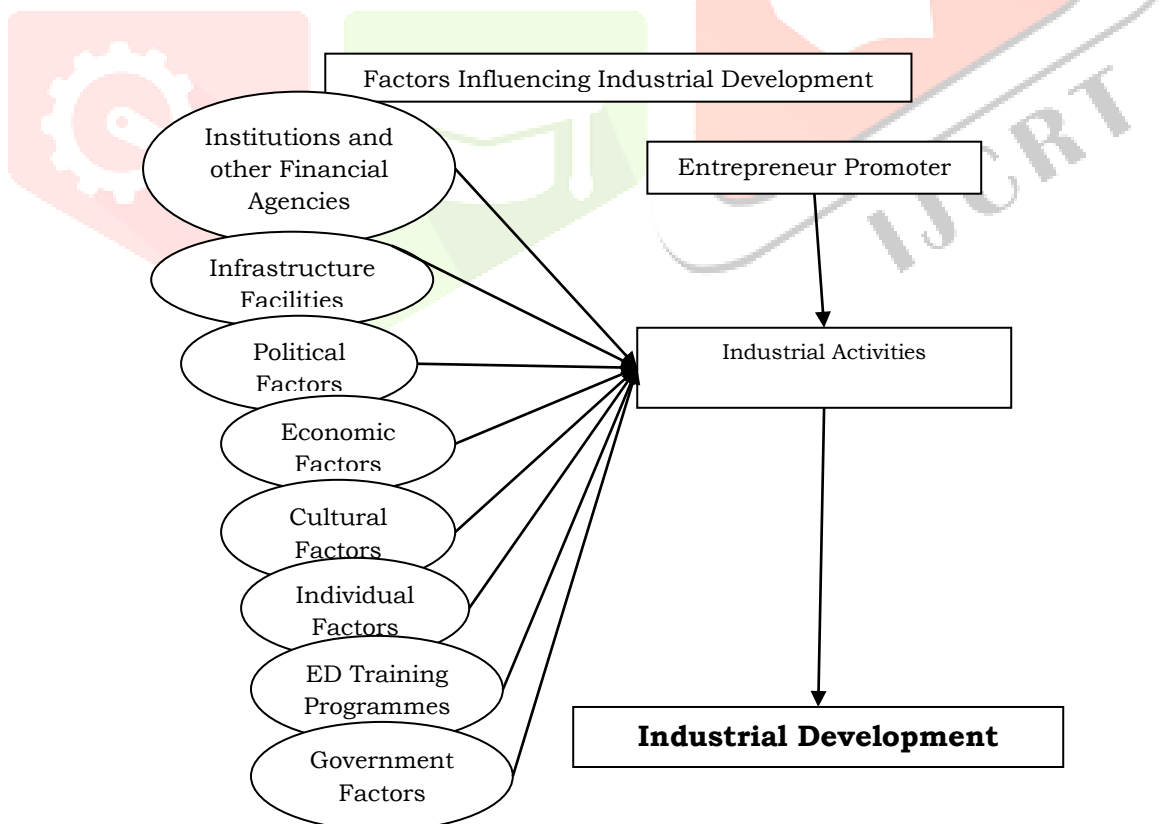 Factors Influencing Industrial Development
Institutions and
other Financial
Agencies
Entrepreneur Promoter
IJCRT
Infrastructure
Facilities
Industrial Activities
Political
Factors
Economic
Factors
Cultural
Factors
Individual
Factors
ED Training
Programmes
Industrial Development
Government
Factors